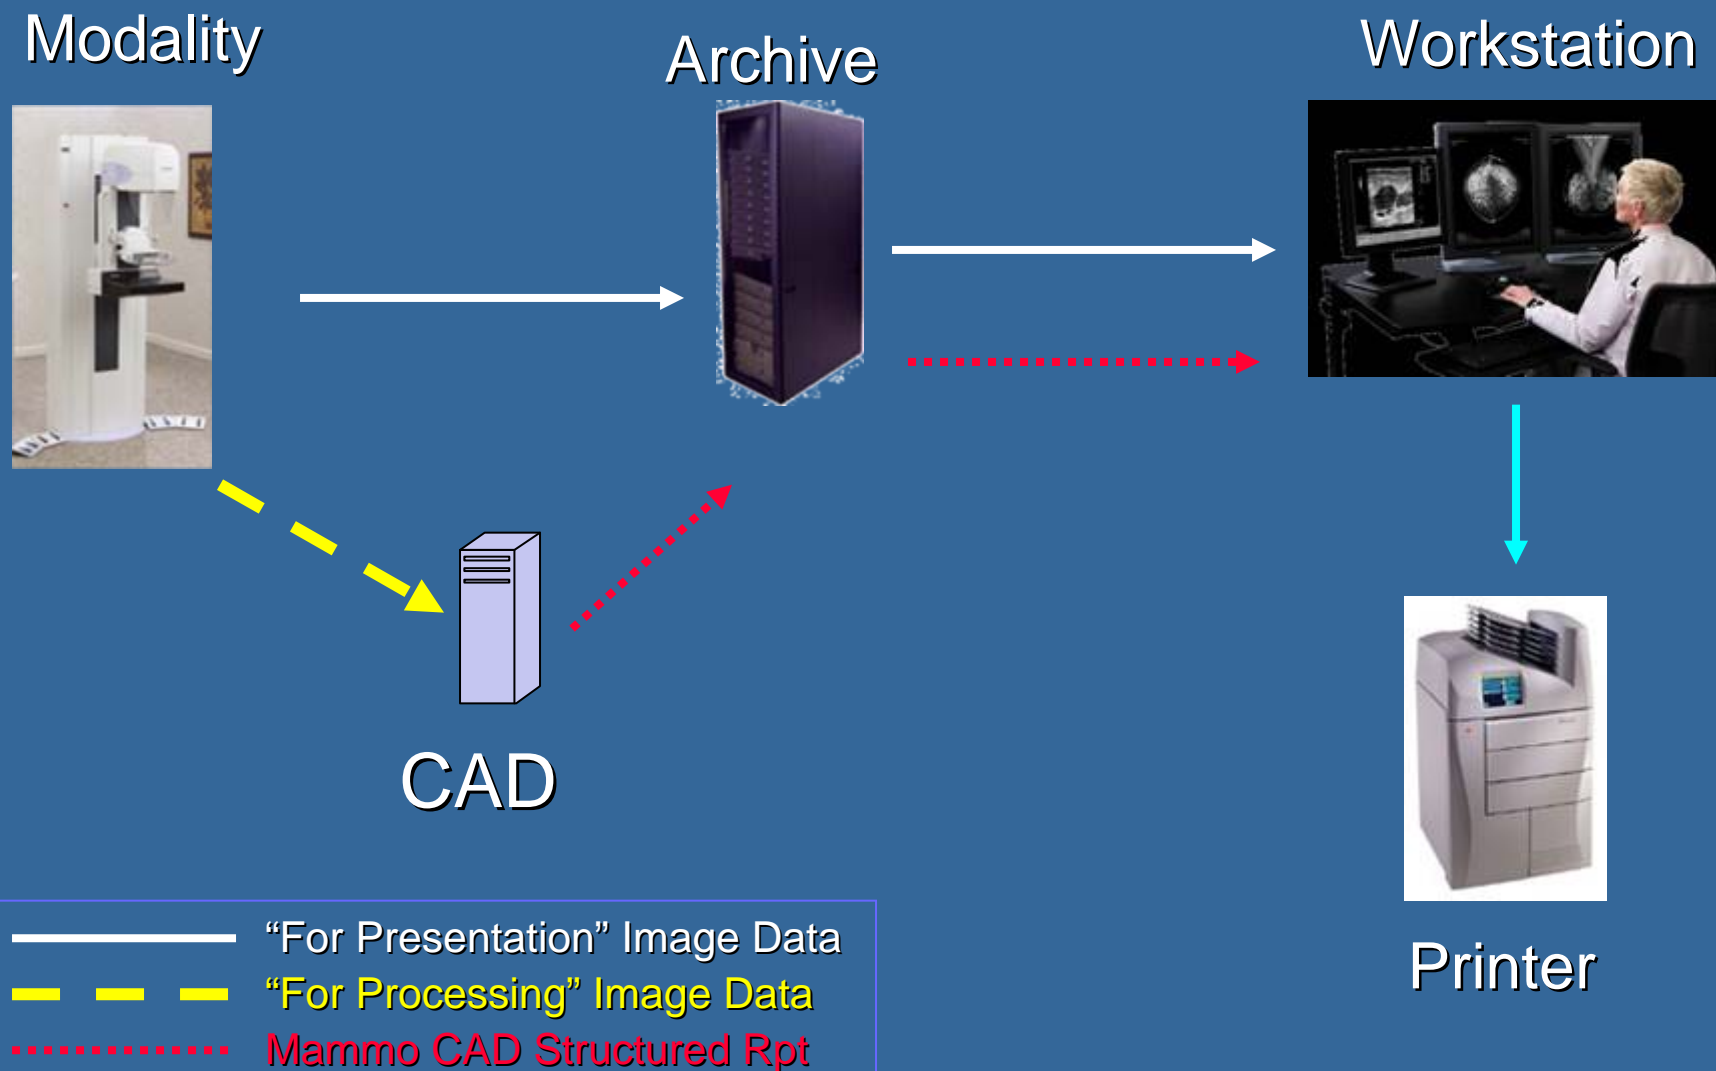 Modality
Archive
Workstation
CAD
Printer
“For Presentation” Image Data
“For Processing” Image Data
Mammo CAD Structured Rpt